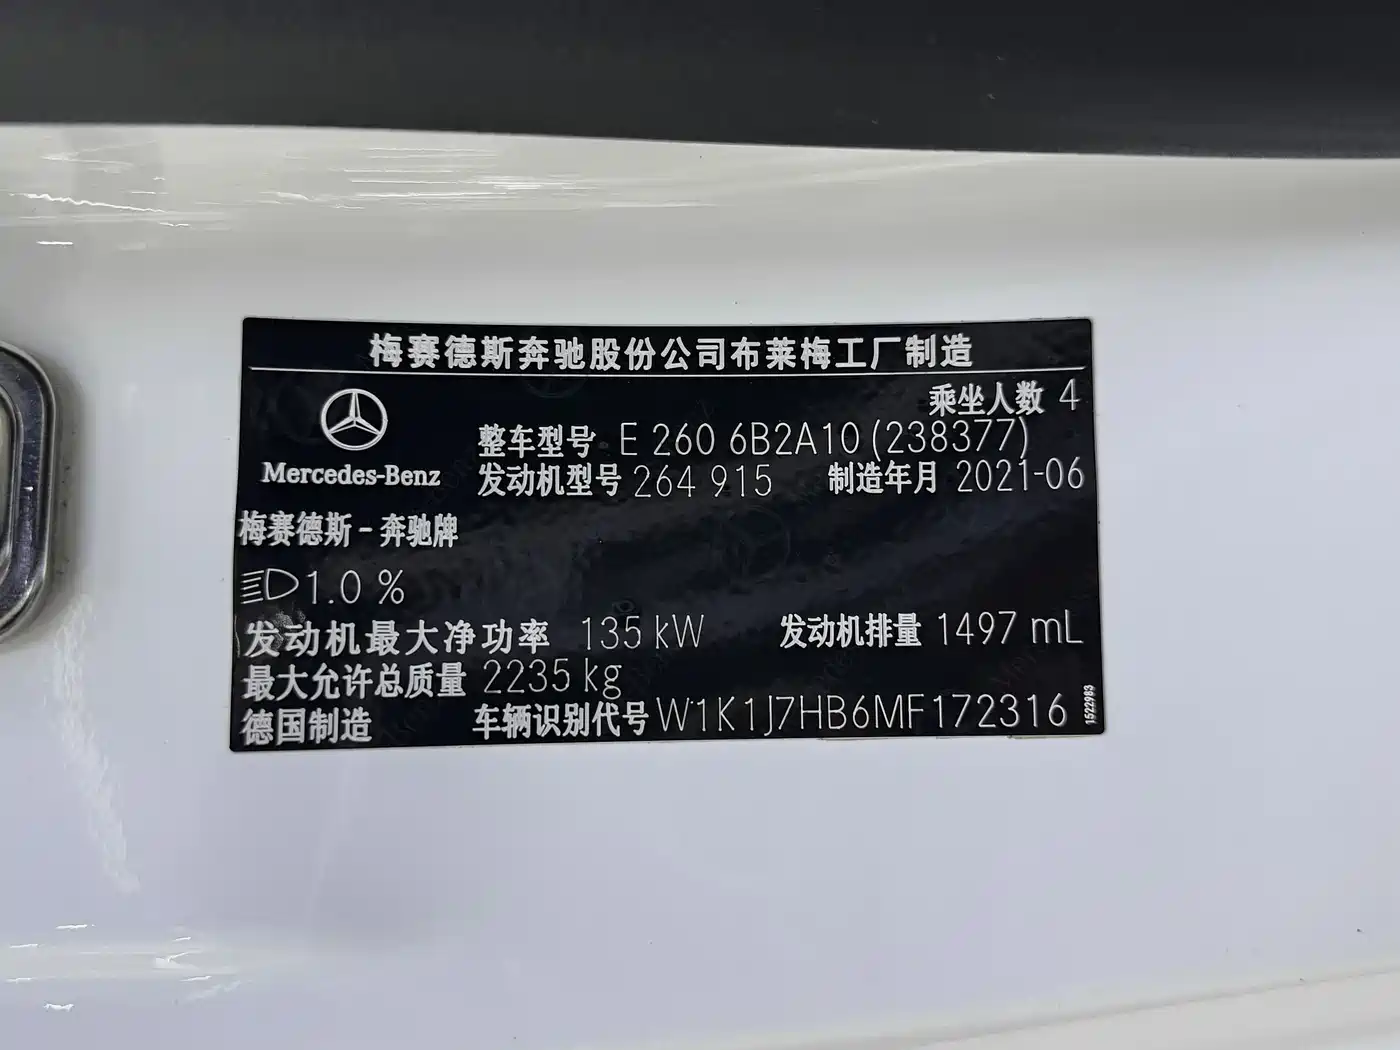 梅赛德斯奔驰股份公司布莱梅工厂制造
乘坐人数 4
Mercedes-Benz
整车型号 E 260 6B2A10 (238377)
发动机型号 264 915 制造年月 2021-06
梅赛德斯-奔驰牌
1.0 %
发动机最大净功率 135 kW 发动机排量 1497 mL
最大允许总质量 2235 kg
德国制造 车辆识别代号 W1K1J7HB6MF172316
1522983